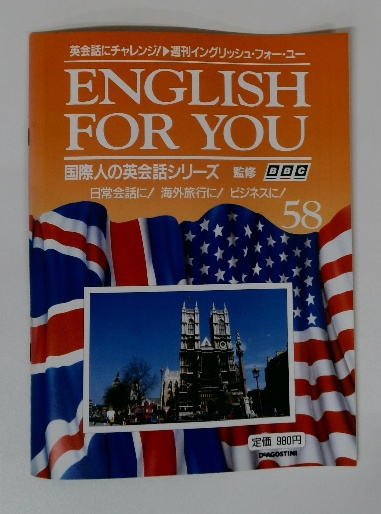 英会話にチャレンジ!▶週刊イングリッシュ・フォー・ユー
ENGLISH
FOR YOU
国際人の英会話シリーズ 監修 BBC
日常会話に! 海外旅行に! ビジネスに!
58
定価 980円
DEAGOSTINI